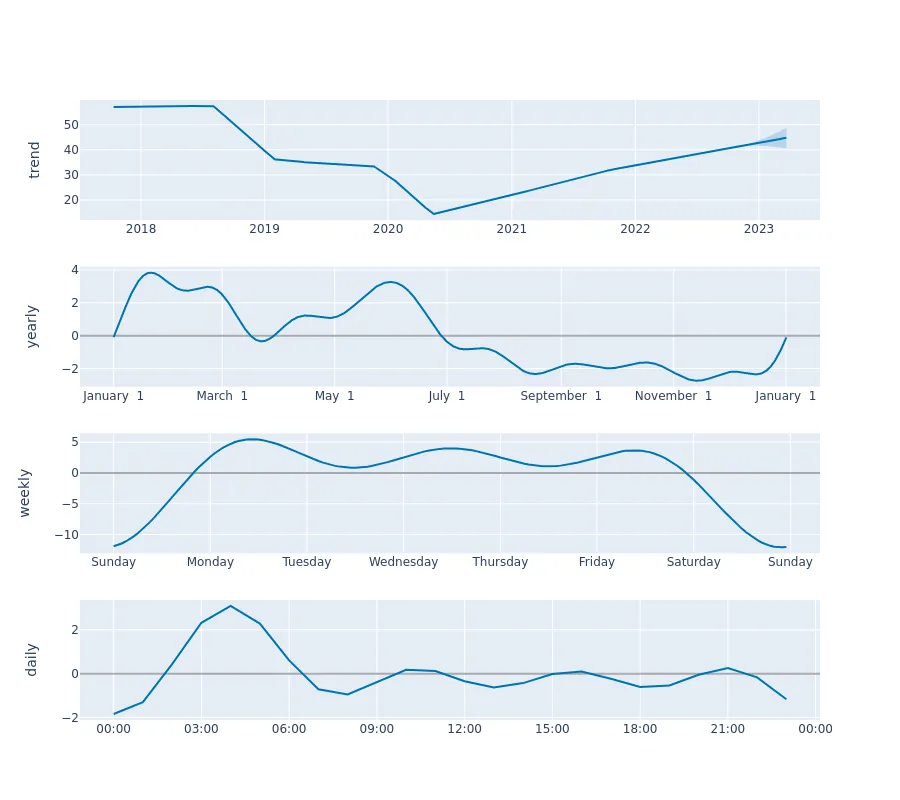 trend
50
40
30
20
2018 2019 2020 2021 2022 2023
yearly
4
2
0
−2
January 1 March 1 May 1 July 1 September 1 November 1 January 1
weekly
5
0
−5
−10
Sunday Monday Tuesday Wednesday Thursday Friday Saturday Sunday
daily
2
0
−2
00:00 03:00 06:00 09:00 12:00 15:00 18:00 21:00 00:00